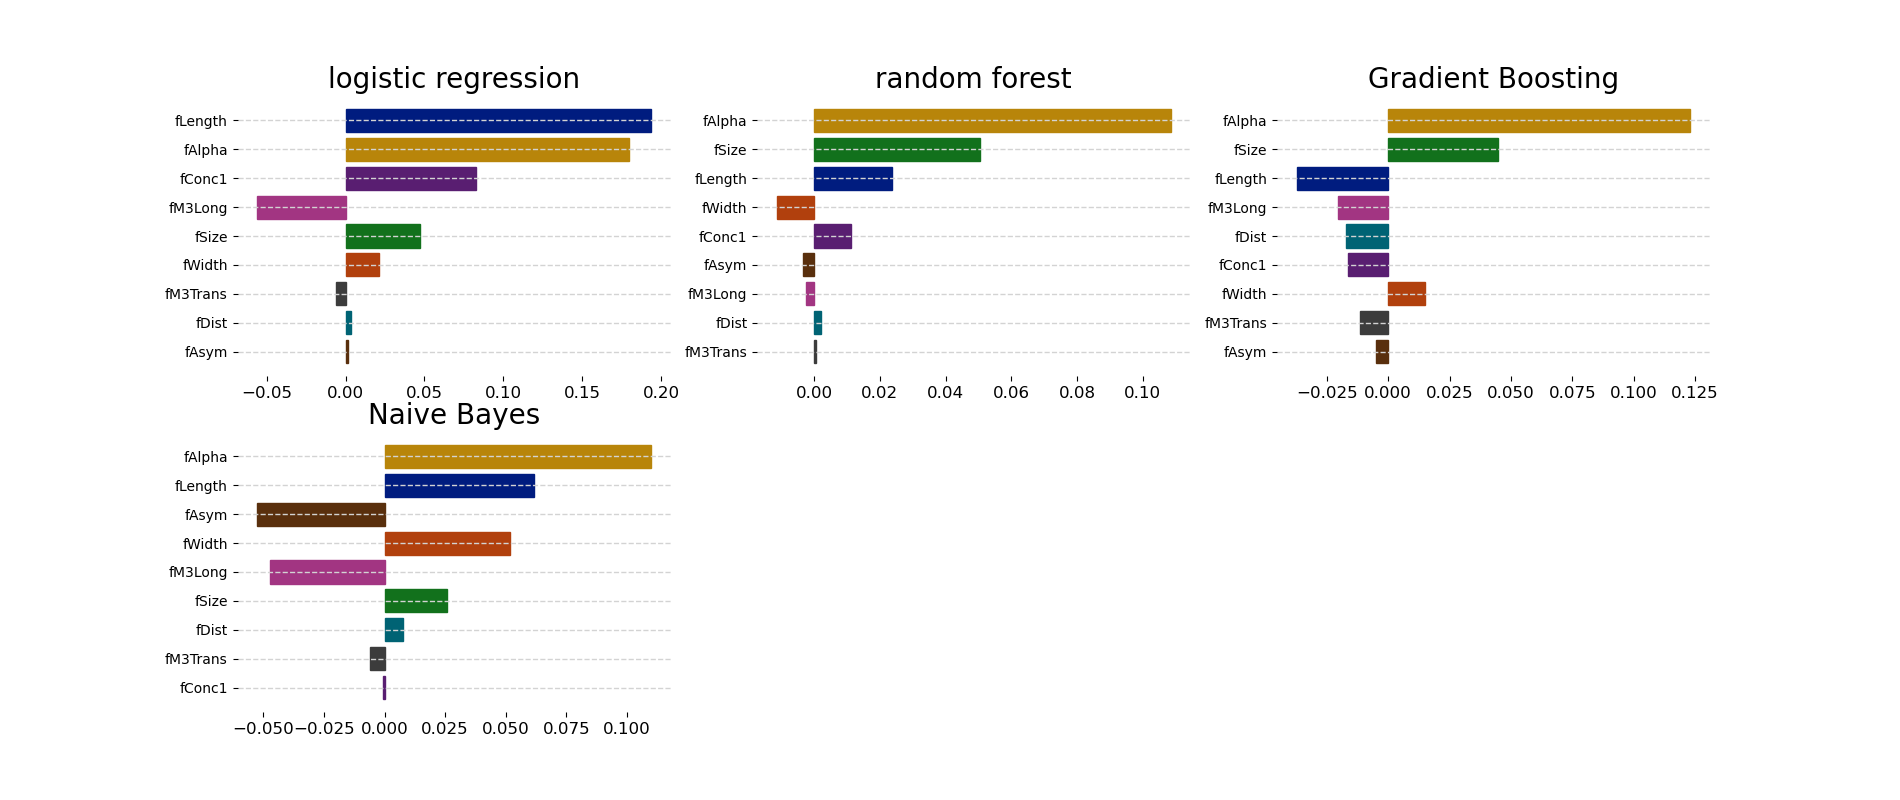 logistic regression
fLength
fAlpha
fConc1
fM3Long
fSize
fWidth
fM3Trans
fDist
fAsym
−0.05 0.00 0.05 0.10 0.15 0.20
random forest
fAlpha
fSize
fLength
fWidth
fConc1
fAsym
fM3Long
fDist
fM3Trans
0.00 0.02 0.04 0.06 0.08 0.10
Gradient Boosting
fAlpha
fSize
fLength
fM3Long
fDist
fConc1
fWidth
fM3Trans
fAsym
−0.025 0.000 0.025 0.050 0.075 0.100 0.125
Naive Bayes
fAlpha
fLength
fAsym
fWidth
fM3Long
fSize
fDist
fM3Trans
fConc1
−0.050 −0.025 0.000 0.025 0.050 0.075 0.100